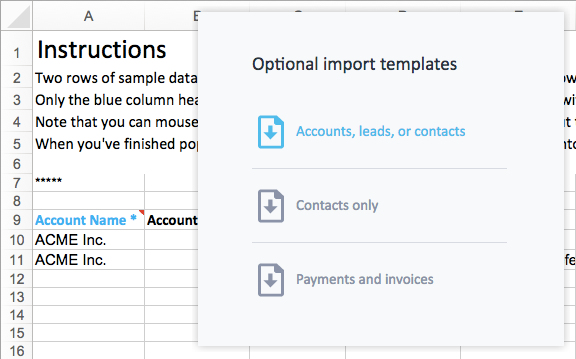 A
1 Instructions
Optional import templates
2 Two rows of sample data
3 Only the blue column
4 Note that you can mouse
Accounts, leads, or contacts
5 When you've finished
6
7 *****
8
Contacts only
9 Account Name * Account
10 ACME Inc.
11 ACME Inc.
12
Payments and invoices
13
14
15
16